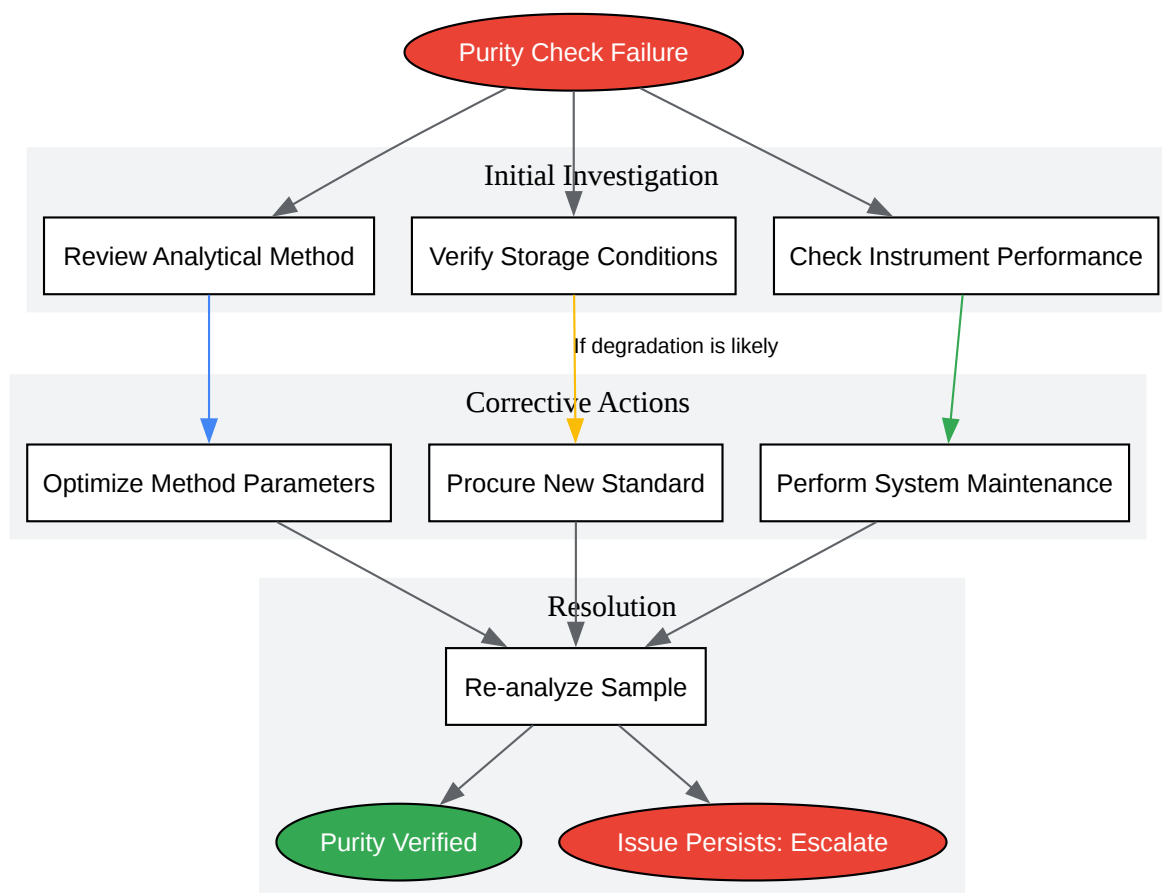 Purity Check Failure
Initial Investigation
Review Analytical Method
Verify Storage Conditions
Check Instrument Performance
If degradation is likely
Corrective Actions
Optimize Method Parameters
Procure New Standard
Perform System Maintenance
Resolution
Re-analyze Sample
Purity Verified
Issue Persists: Escalate